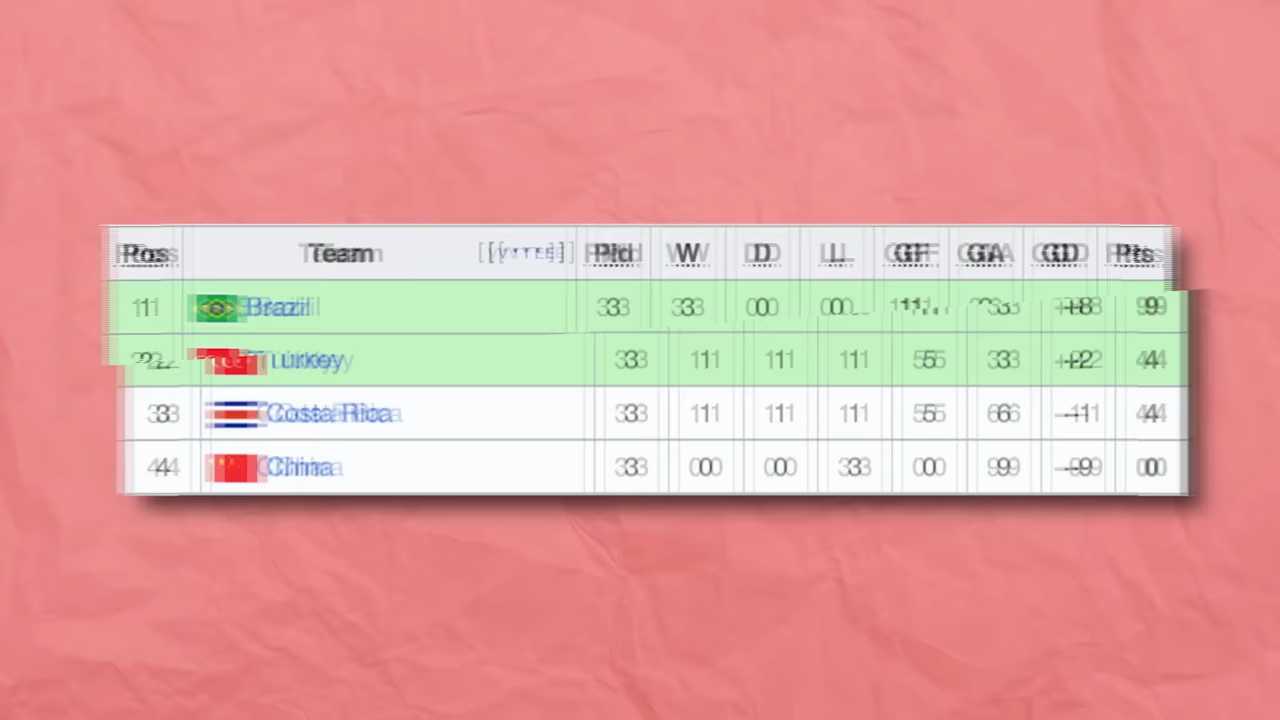 Pos Team [VTE] Pld W D L GF GA GD Pts
1 Brazil 3 3 0 0 11 3 +8 9
2 Turkey 3 1 1 1 5 3 +2 4
3 Costa Rica 3 1 1 1 5 6 −1 4
4 China 3 0 0 3 0 9 −9 0